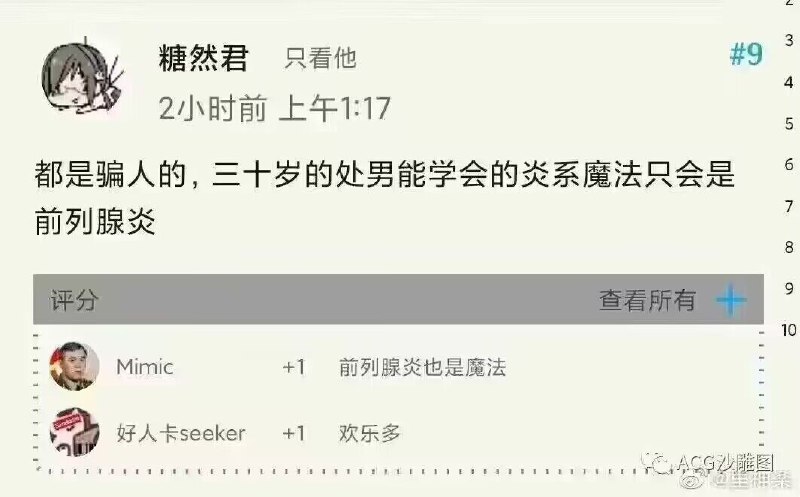 2
3
糖然君 只看他 #9
4
2小时前 上午1:17
5
都是骗人的，三十岁的处男能学会的炎系魔法只会是
6
前列腺炎
7
8
评分 查看所有 +
9
10
Mimic +1 前列腺炎也是魔法
好人卡seeker +1 欢乐多
ACG沙雕图